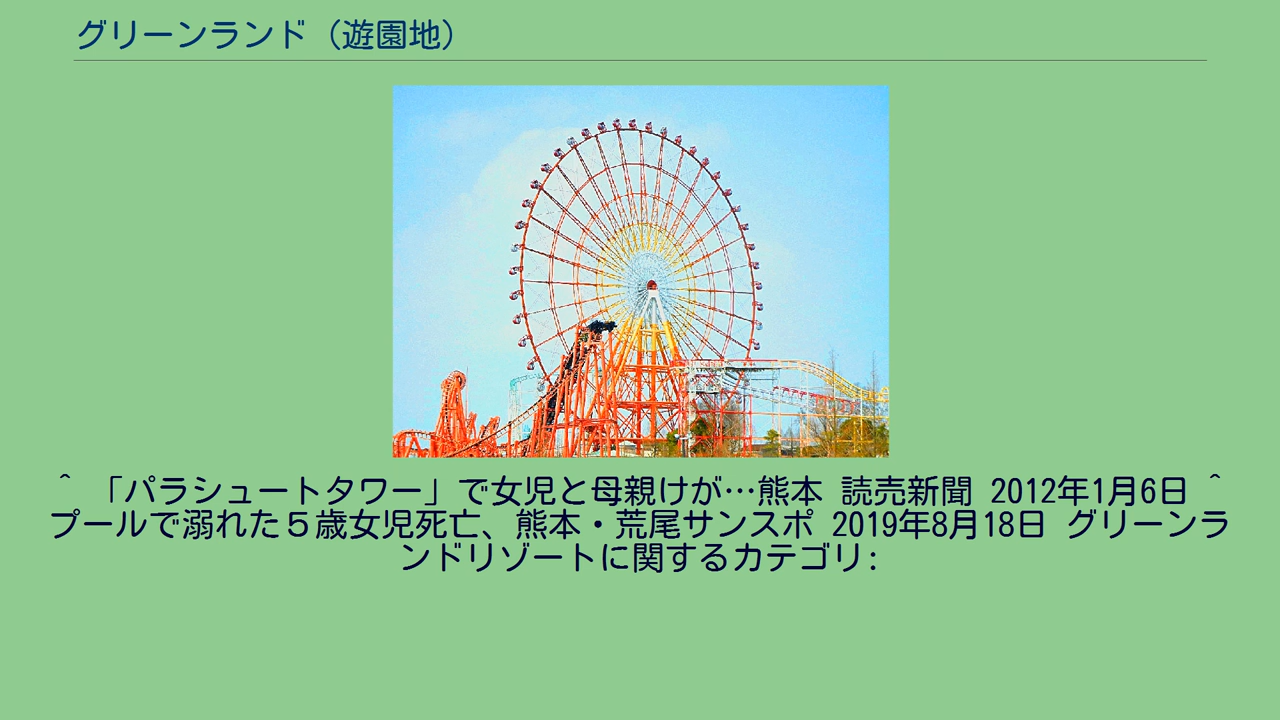 グリーンランド（遊園地）
^ 「パラシュートタワー」で女児と母親けが…熊本 読売新聞 2012年1月6日 ^
プールで溺れた５歳女児死亡、熊本・荒尾サンスポ 2019年8月18日 グリーンラ
ンドリゾートに関するカテゴリ: